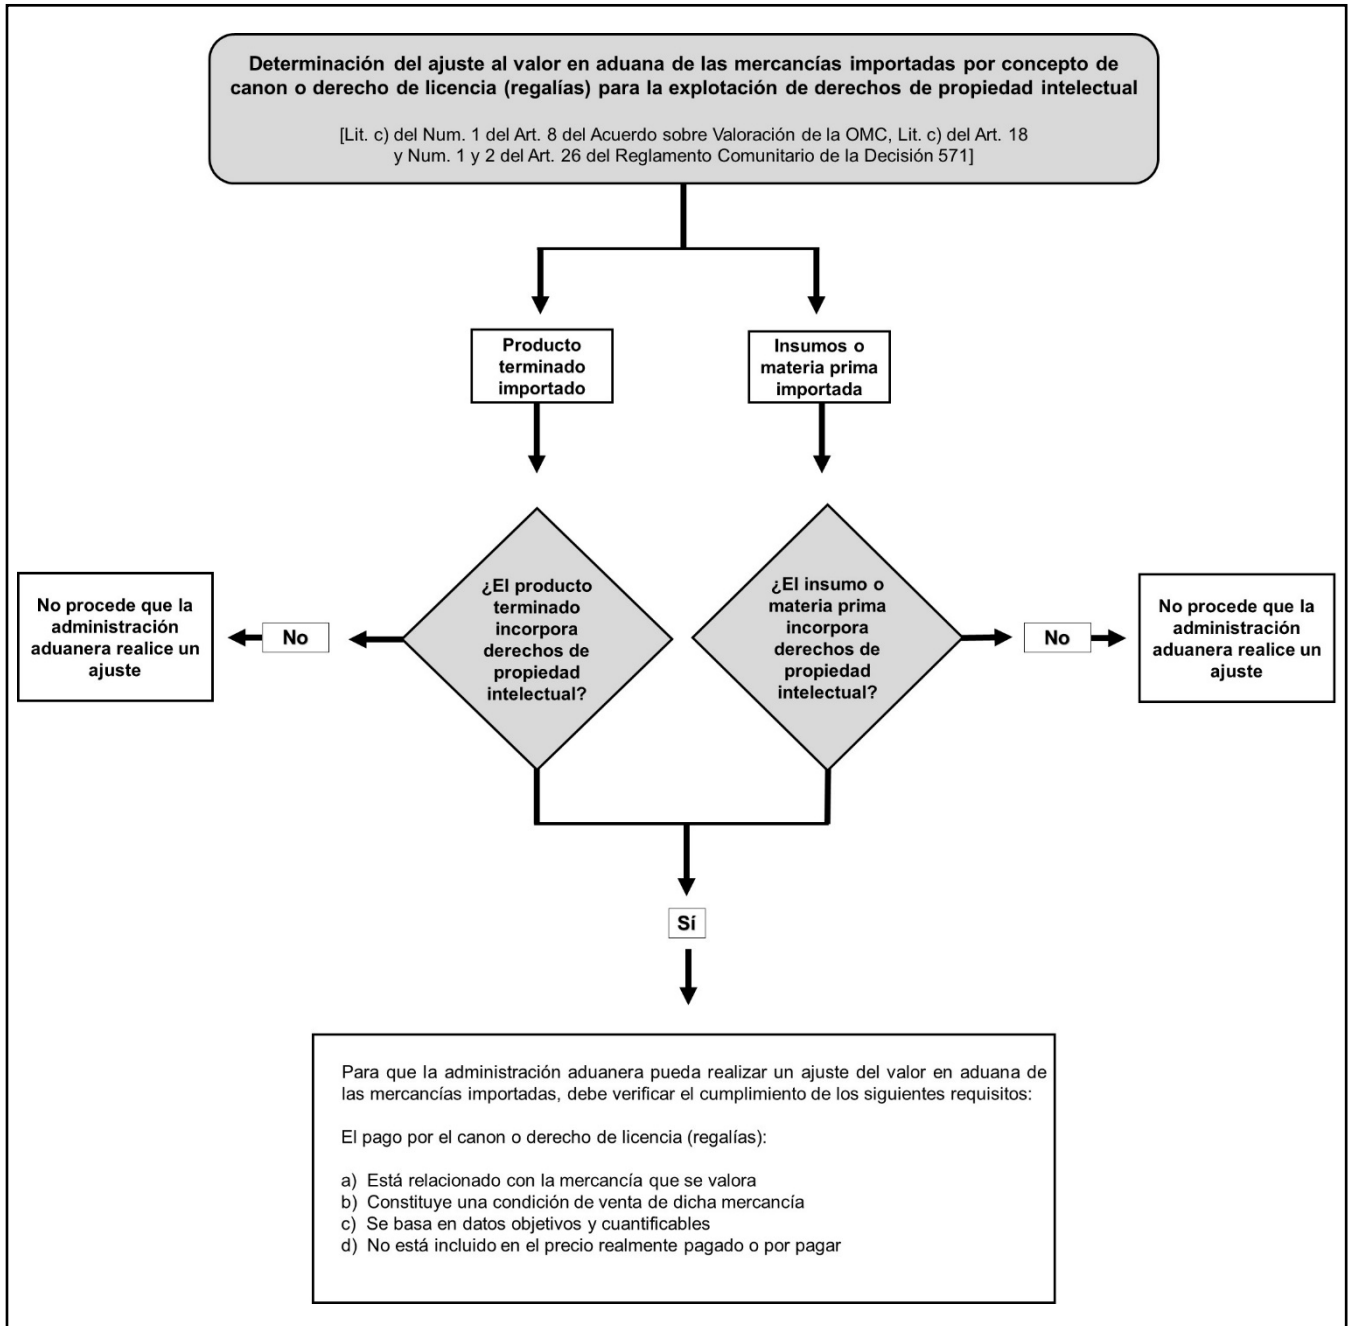 Determinación del ajuste al valor en aduana de las mercancías importadas por concepto de
canon o derecho de licencia (regalías) para la explotación de derechos de propiedad intelectual
[Lit. c) del Num. 1 del Art. 8 del Acuerdo sobre Valoración de la OMC, Lit. c) del Art. 18
y Num. 1 y 2 del Art. 26 del Reglamento Comunitario de la Decisión 571]
Producto
terminado
importado
Insumos o
materia prima
importada
¿El producto
terminado
incorpora
derechos de
propiedad
intelectual?
¿El insumo o
materia prima
incorpora
derechos de
propiedad
intelectual?
No
No procede que la
administración
aduanera realice un
ajuste
No
No procede que la
administración
aduanera realice un
ajuste
Sí
Para que la administración aduanera pueda realizar un ajuste del valor en aduana de
las mercancías importadas, debe verificar el cumplimiento de los siguientes requisitos:
El pago por el canon o derecho de licencia (regalías):
a) Está relacionado con la mercancía que se valora
b) Constituye una condición de venta de dicha mercancía
c) Se basa en datos objetivos y cuantificables
d) No está incluido en el precio realmente pagado o por pagar